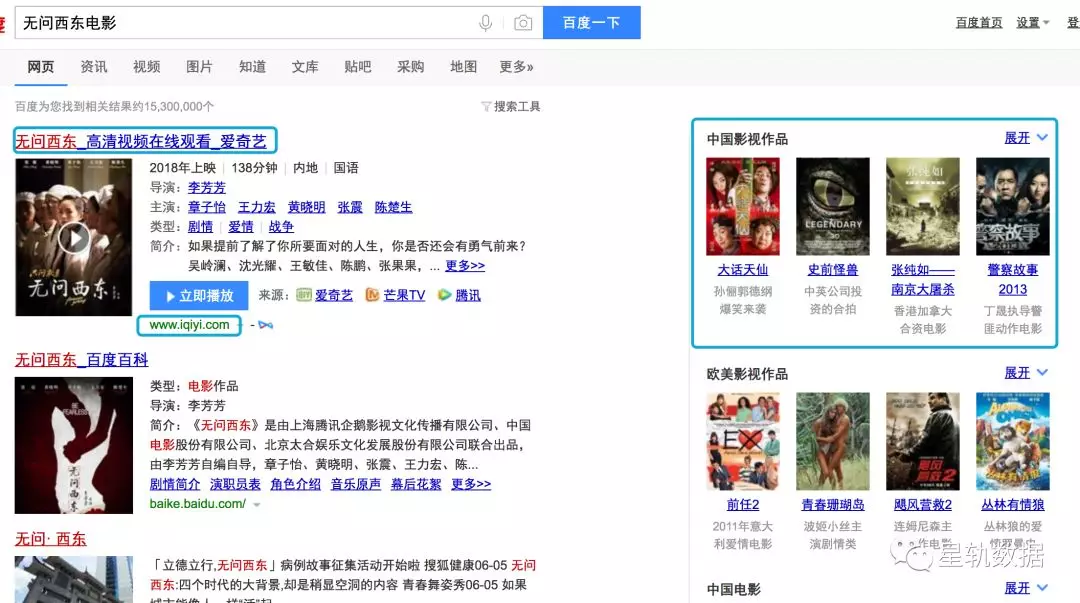 无问西东电影
百度一下
百度首页 设置 登
网页 资讯 视频 图片 知道 文库 贴吧 采购 地图 更多»
百度为您找到相关结果约15,300,000个
搜索工具
无问西东_高清视频在线观看_爱奇艺
2018年上映 138分钟 内地 国语
导演：李芳芳
主演：章子怡 王力宏 黄晓明 张震 陈楚生
类型：剧情 爱情 战争
简介：如果提前了解了你所要面对的人生，你是否还会有勇气前来？
吴岭澜、沈光耀、王敏佳、陈鹏、张果果，... 更多>>
无问西东
立即播放 来源： 爱奇艺 芒果TV 腾讯
www.iqiyi.com -
无问西东_百度百科
类型：电影作品
导演：李芳芳
简介：《无问西东》是由上海腾讯企鹅影视文化传播有限公司、中国
电影股份有限公司、北京太合娱乐文化发展股份有限公司联合出品，
由李芳芳自编自导，章子怡、黄晓明、张震、王力宏、陈...
剧情简介 演职员表 角色介绍 音乐原声 幕后花絮 更多>>
baike.baidu.com/
无问西东
无问· 西东
「立德立行,无问西东」病例故事征集活动开始啦 搜狐健康06-05 无问
西东:四个时代的大背景,却是稍显空洞的内容 青春舞姿秀06-05 如果
中国影视作品 展开
张纯如
LEGENDARY
警察故事
大话天仙 史前怪兽 张纯如—— 警察故事
南京大屠杀 2013
孙俪郭德纲 中英公司投 香港加拿大 丁晟执导警
爆笑来袭 资的合拍 合资电影 匪动作电影
欧美影视作品 展开
EX
飓风营救2
前任2 青春珊瑚岛 飓风营救2 丛林有情狼
2011年意大 波姬小丝主 连姆尼森主 丛林狼的爱
利爱情电影 演剧情类
星轨数据
中国电影 展开